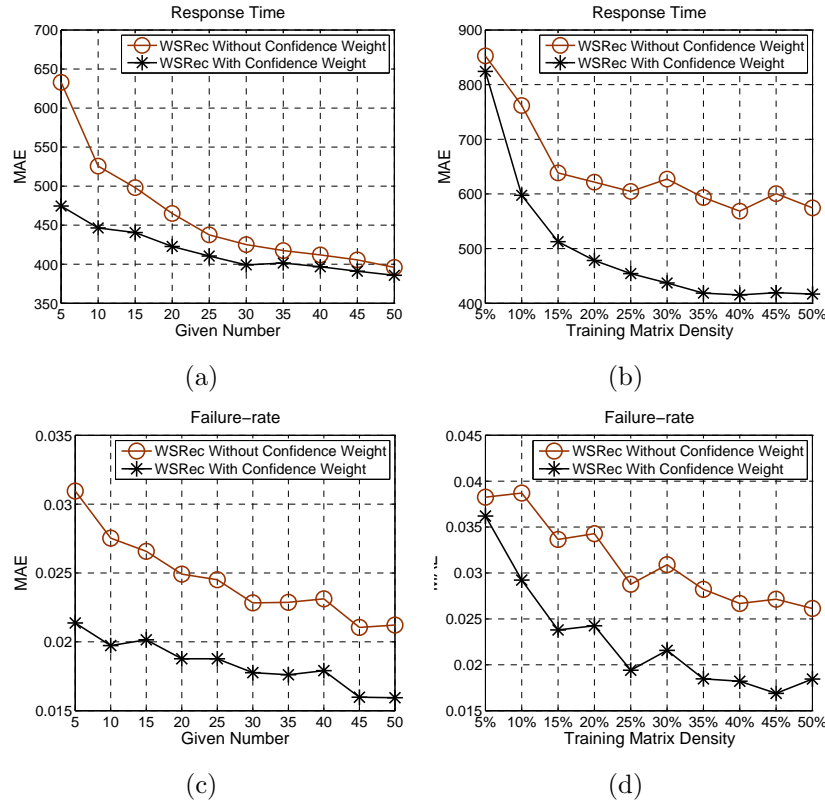 Response Time
700
650
600
550
500
450
400
350
MAE
WSRec Without Confidence Weight
WSRec With Confidence Weight
5 10 15 20 25 30 35 40 45 50
Given Number
(a)
Response Time
900
800
700
600
500
400
MAE
WSRec Without Confidence Weight
WSRec With Confidence Weight
5% 10% 15% 20% 25% 30% 35% 40% 45% 50%
Training Matrix Density
(b)
Failure-rate
0.035
0.03
0.025
0.02
0.015
MAE
WSRec Without Confidence Weight
WSRec With Confidence Weight
5 10 15 20 25 30 35 40 45 50
Given Number
(c)
Failure-rate
0.045
0.04
0.035
0.03
0.025
0.02
0.015
WSRec Without Confidence Weight
WSRec With Confidence Weight
5% 10% 15% 20% 25% 30% 35% 40% 45% 50%
Training Matrix Density
(d)